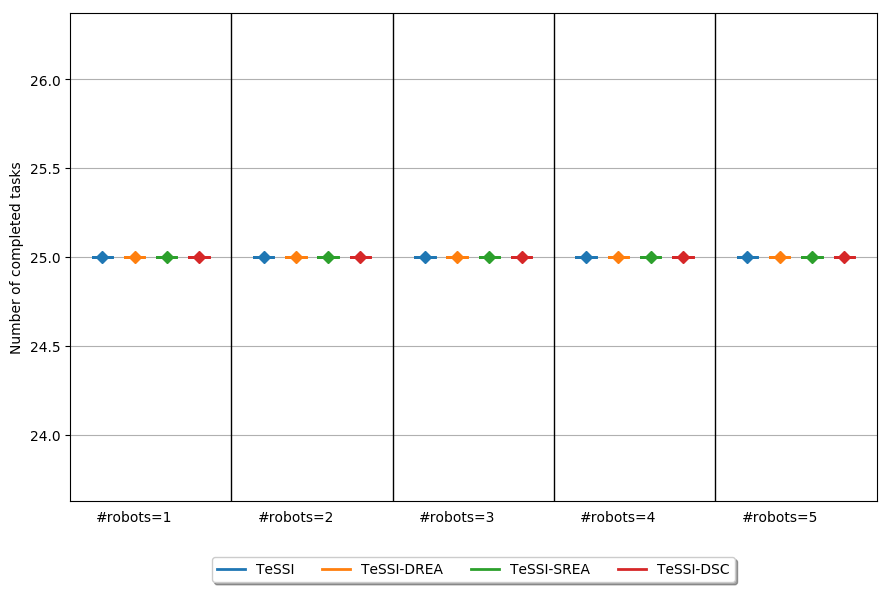 Number of completed tasks
26.0
25.5
25.0
24.5
24.0
#robots=1 #robots=2 #robots=3 #robots=4 #robots=5
TeSSI TeSSI-DREA TeSSI-SREA TeSSI-DSC